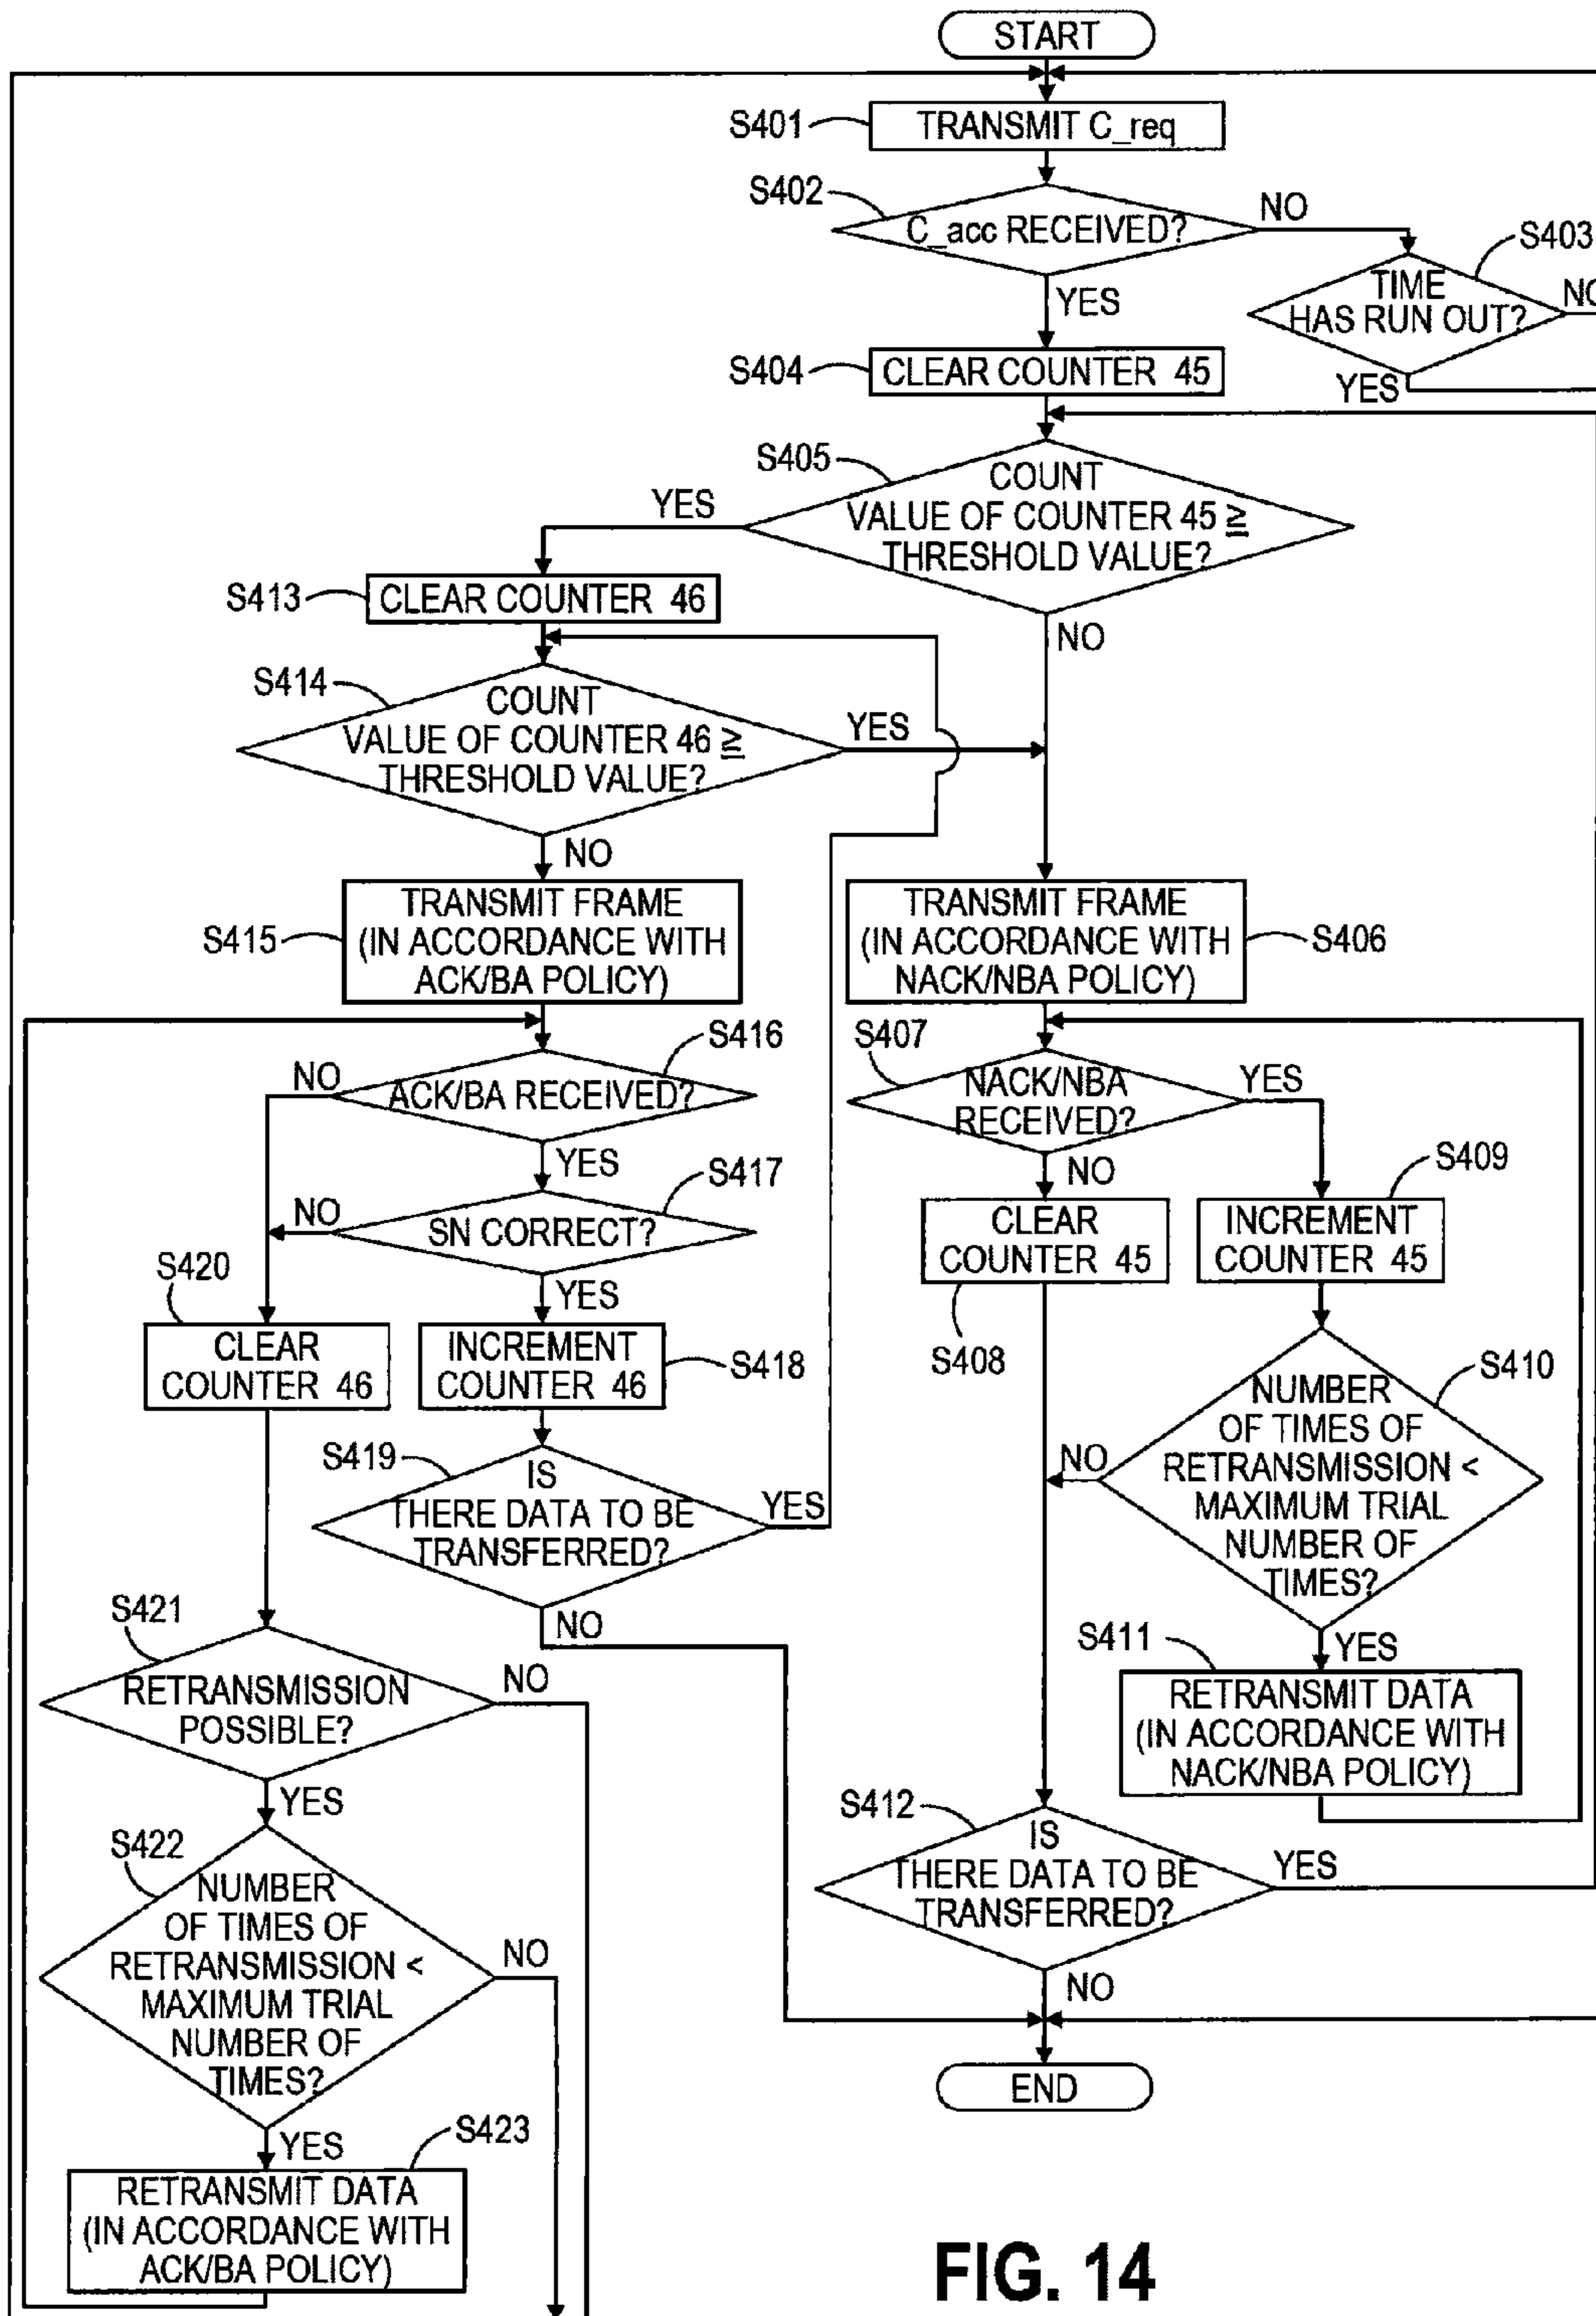 START
S401
TRANSMIT C_req
S402
C_acc RECEIVED?
NO
S403
TIME
HAS RUN OUT?
NO
YES
YES
S404
CLEAR COUNTER 45
S405
COUNT
VALUE OF COUNTER 45 ≧
THRESHOLD VALUE?
YES
NO
S413
CLEAR COUNTER 46
S414
COUNT
VALUE OF COUNTER 46 ≧
THRESHOLD VALUE?
YES
NO
S415
TRANSMIT FRAME
(IN ACCORDANCE WITH
ACK/BA POLICY)
TRANSMIT FRAME
(IN ACCORDANCE WITH
NACK/NBA POLICY)
S406
S416
ACK/BA RECEIVED?
NO
YES
S417
SN CORRECT?
NO
YES
S420
CLEAR
COUNTER 46
INCREMENT
COUNTER 46
S418
S419
IS
THERE DATA TO BE
TRANSFERRED?
YES
NO
S407
NACK/NBA
RECEIVED?
YES
NO
CLEAR
COUNTER 45
S408
S409
INCREMENT
COUNTER 45
S410
NUMBER
OF TIMES OF
RETRANSMISSION <
MAXIMUM TRIAL
NUMBER OF
TIMES?
NO
YES
S411
RETRANSMIT DATA
(IN ACCORDANCE WITH
NACK/NBA POLICY)
S412
IS
THERE DATA TO BE
TRANSFERRED?
YES
NO
END
S421
RETRANSMISSION
POSSIBLE?
NO
YES
S422
NUMBER
OF TIMES OF
RETRANSMISSION <
MAXIMUM TRIAL
NUMBER OF
TIMES?
NO
YES
S423
RETRANSMIT DATA
(IN ACCORDANCE WITH
ACK/BA POLICY)
FIG. 14